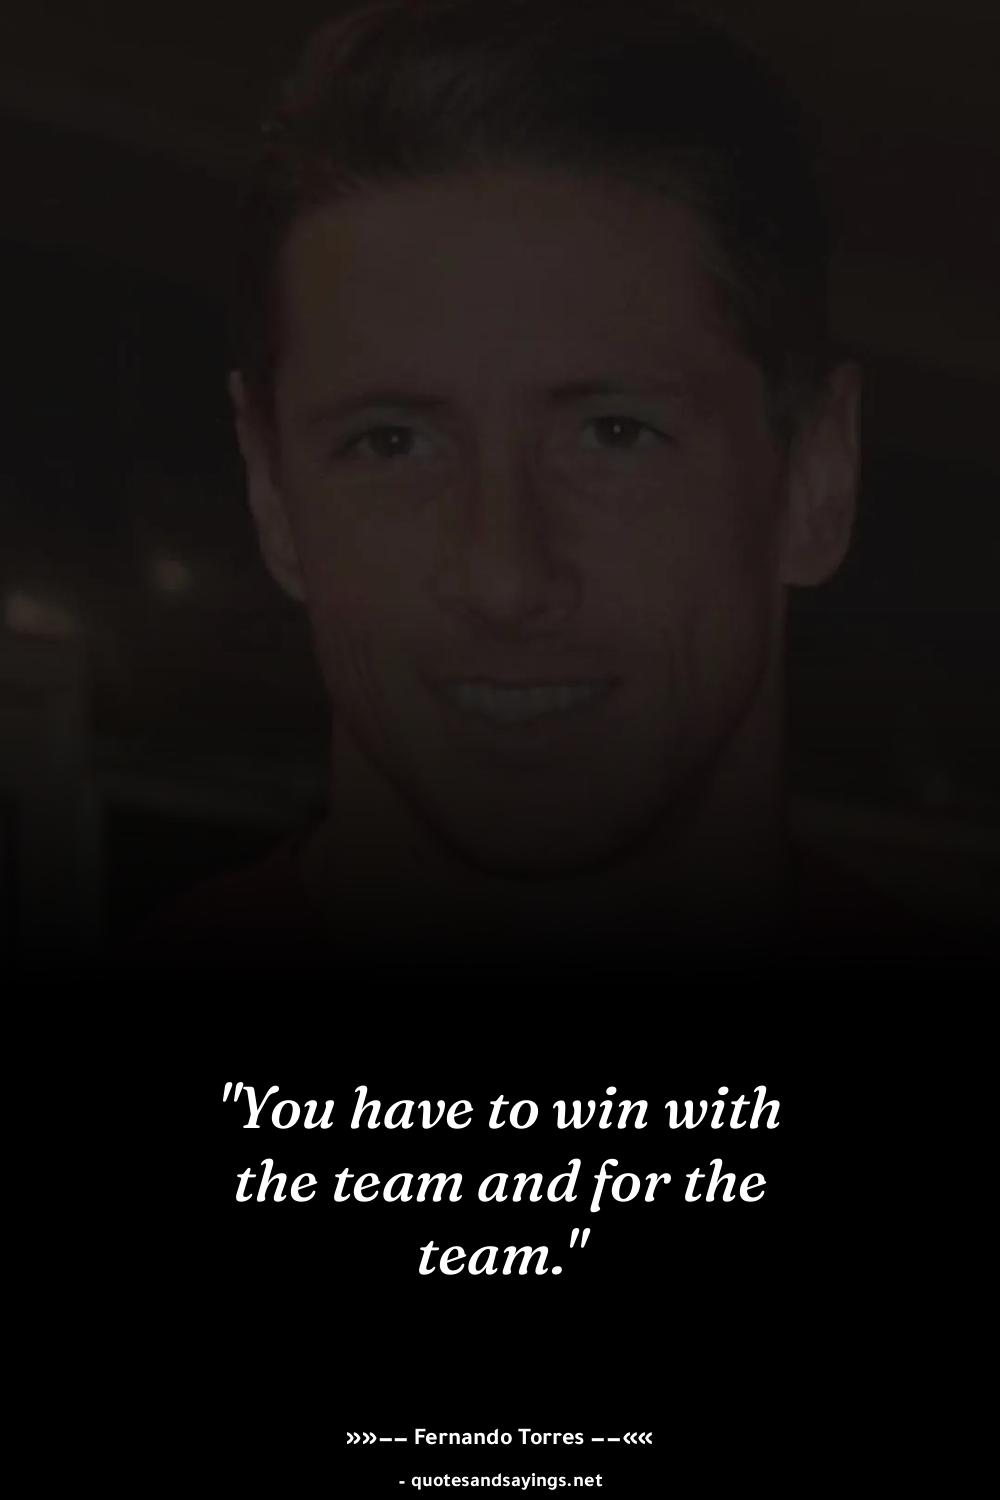 "You have to win with
the team and for the
team."
»»–– Fernando Torres ––««
- quotesandsayings.net